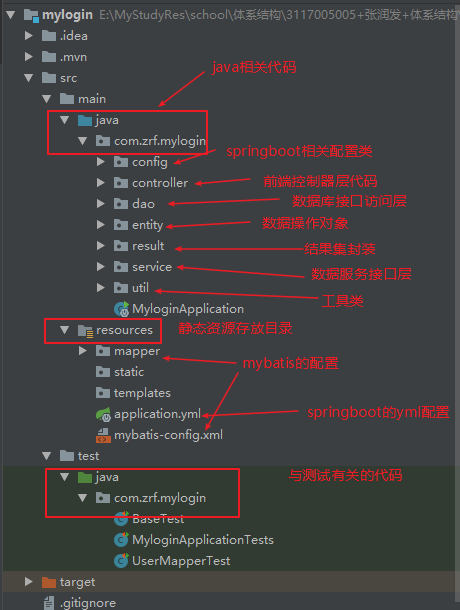 mylogin E:\MyStudyRes\school\体系结构\3117005005+张润发+体系结构
.idea
.mvn
src
java相关代码
main
java
com.zrf.mylogin
config springboot相关配置类
controller 前端控制器层代码
dao 数据库接口访问层
entity 数据操作对象
result 结果集封装
service 数据服务接口层
util 工具类
MyloginApplication
resources 静态资源存放目录
mapper mybatis的配置
static
templates
application.yml springboot的yml配置
mybatis-config.xml
test
java 与测试有关的代码
com.zrf.mylogin
BaseTest
MyloginApplicationTests
UserMapperTest
target
.gitignore